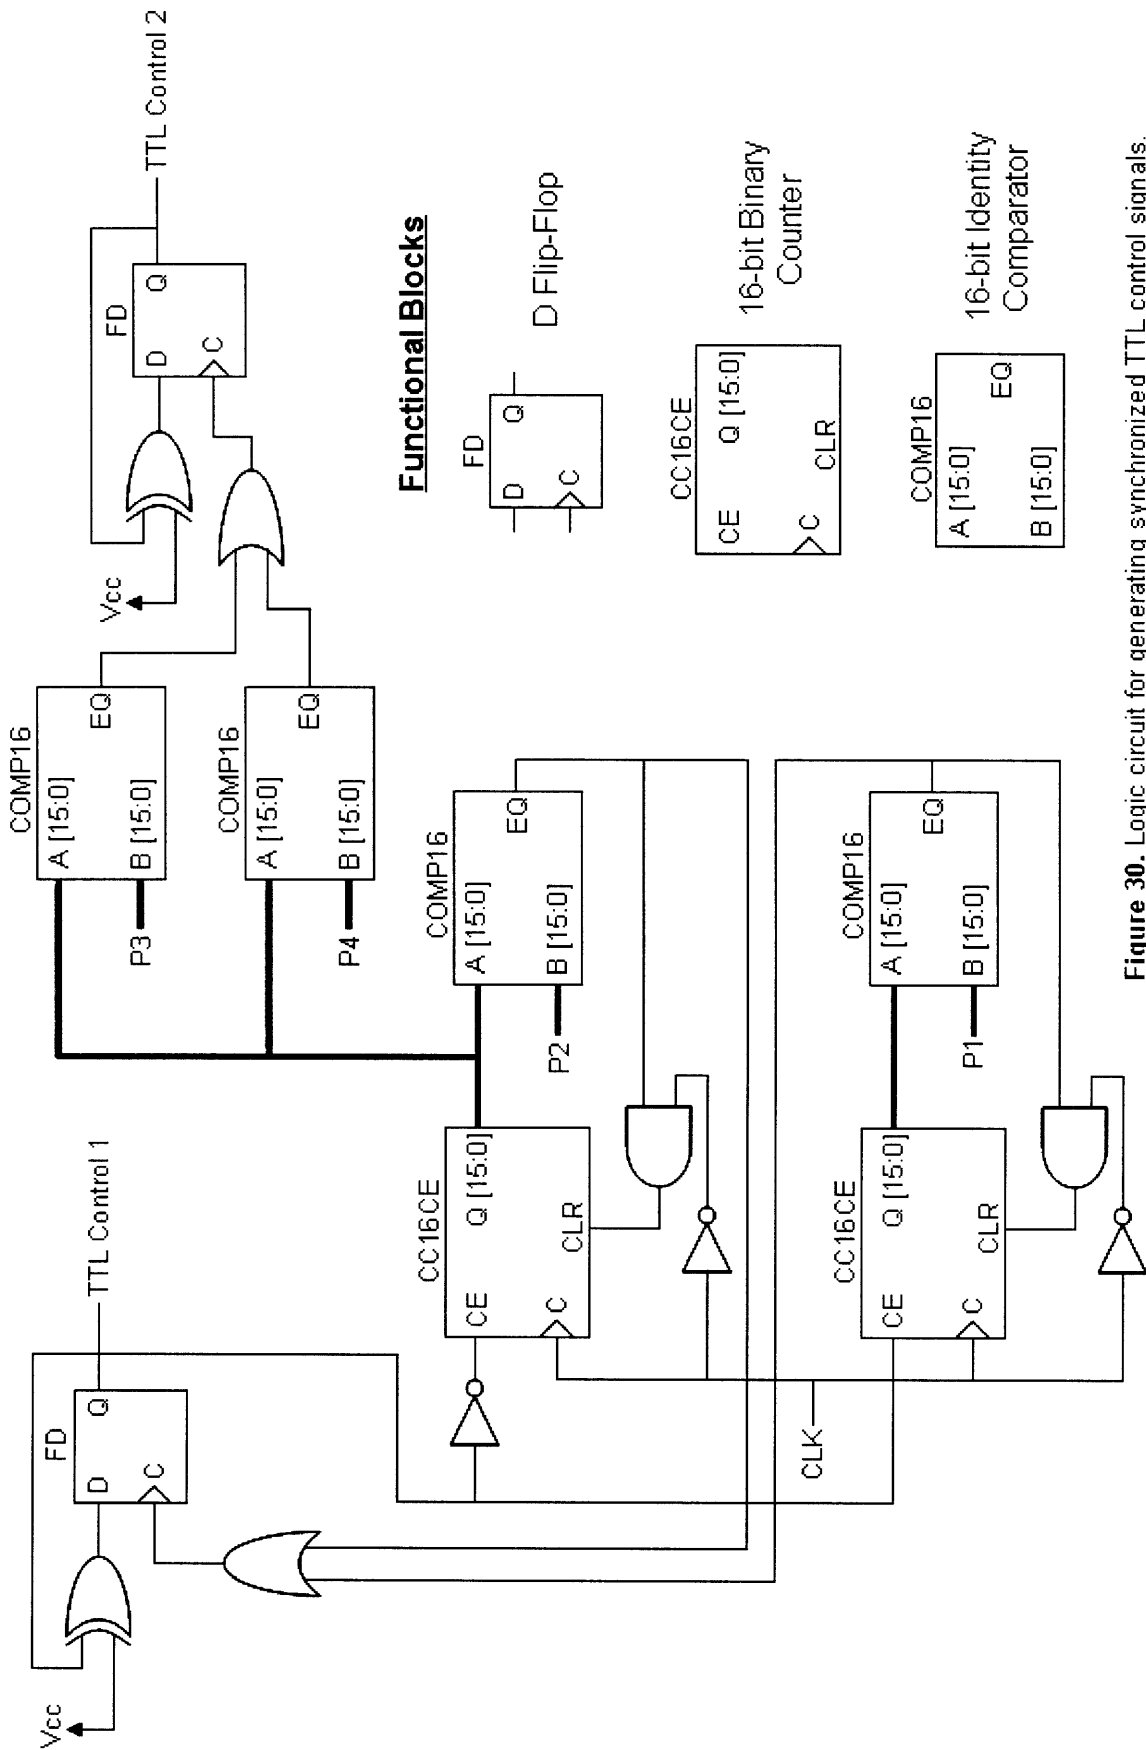 Vcc
FD
D
Q
C
TTL Control 1
CLK
CC16CE
CE
Q [15:0]
C
CLR
COMP16
A [15:0]
EQ
B [15:0]
P2
CC16CE
CE
Q [15:0]
C
CLR
COMP16
A [15:0]
EQ
B [15:0]
P1
COMP16
A [15:0]
EQ
B [15:0]
P3
COMP16
A [15:0]
EQ
B [15:0]
P4
Vcc
FD
D
Q
C
TTL Control 2
Functional Blocks
FD
D
Q
C
D Flip-Flop
CC16CE
CE
Q [15:0]
C
CLR
16-bit Binary
Counter
COMP16
A [15:0]
EQ
B [15:0]
16-bit Identity
Comparator
Figure 30. Logic circuit for generating synchronized TTL control signals.